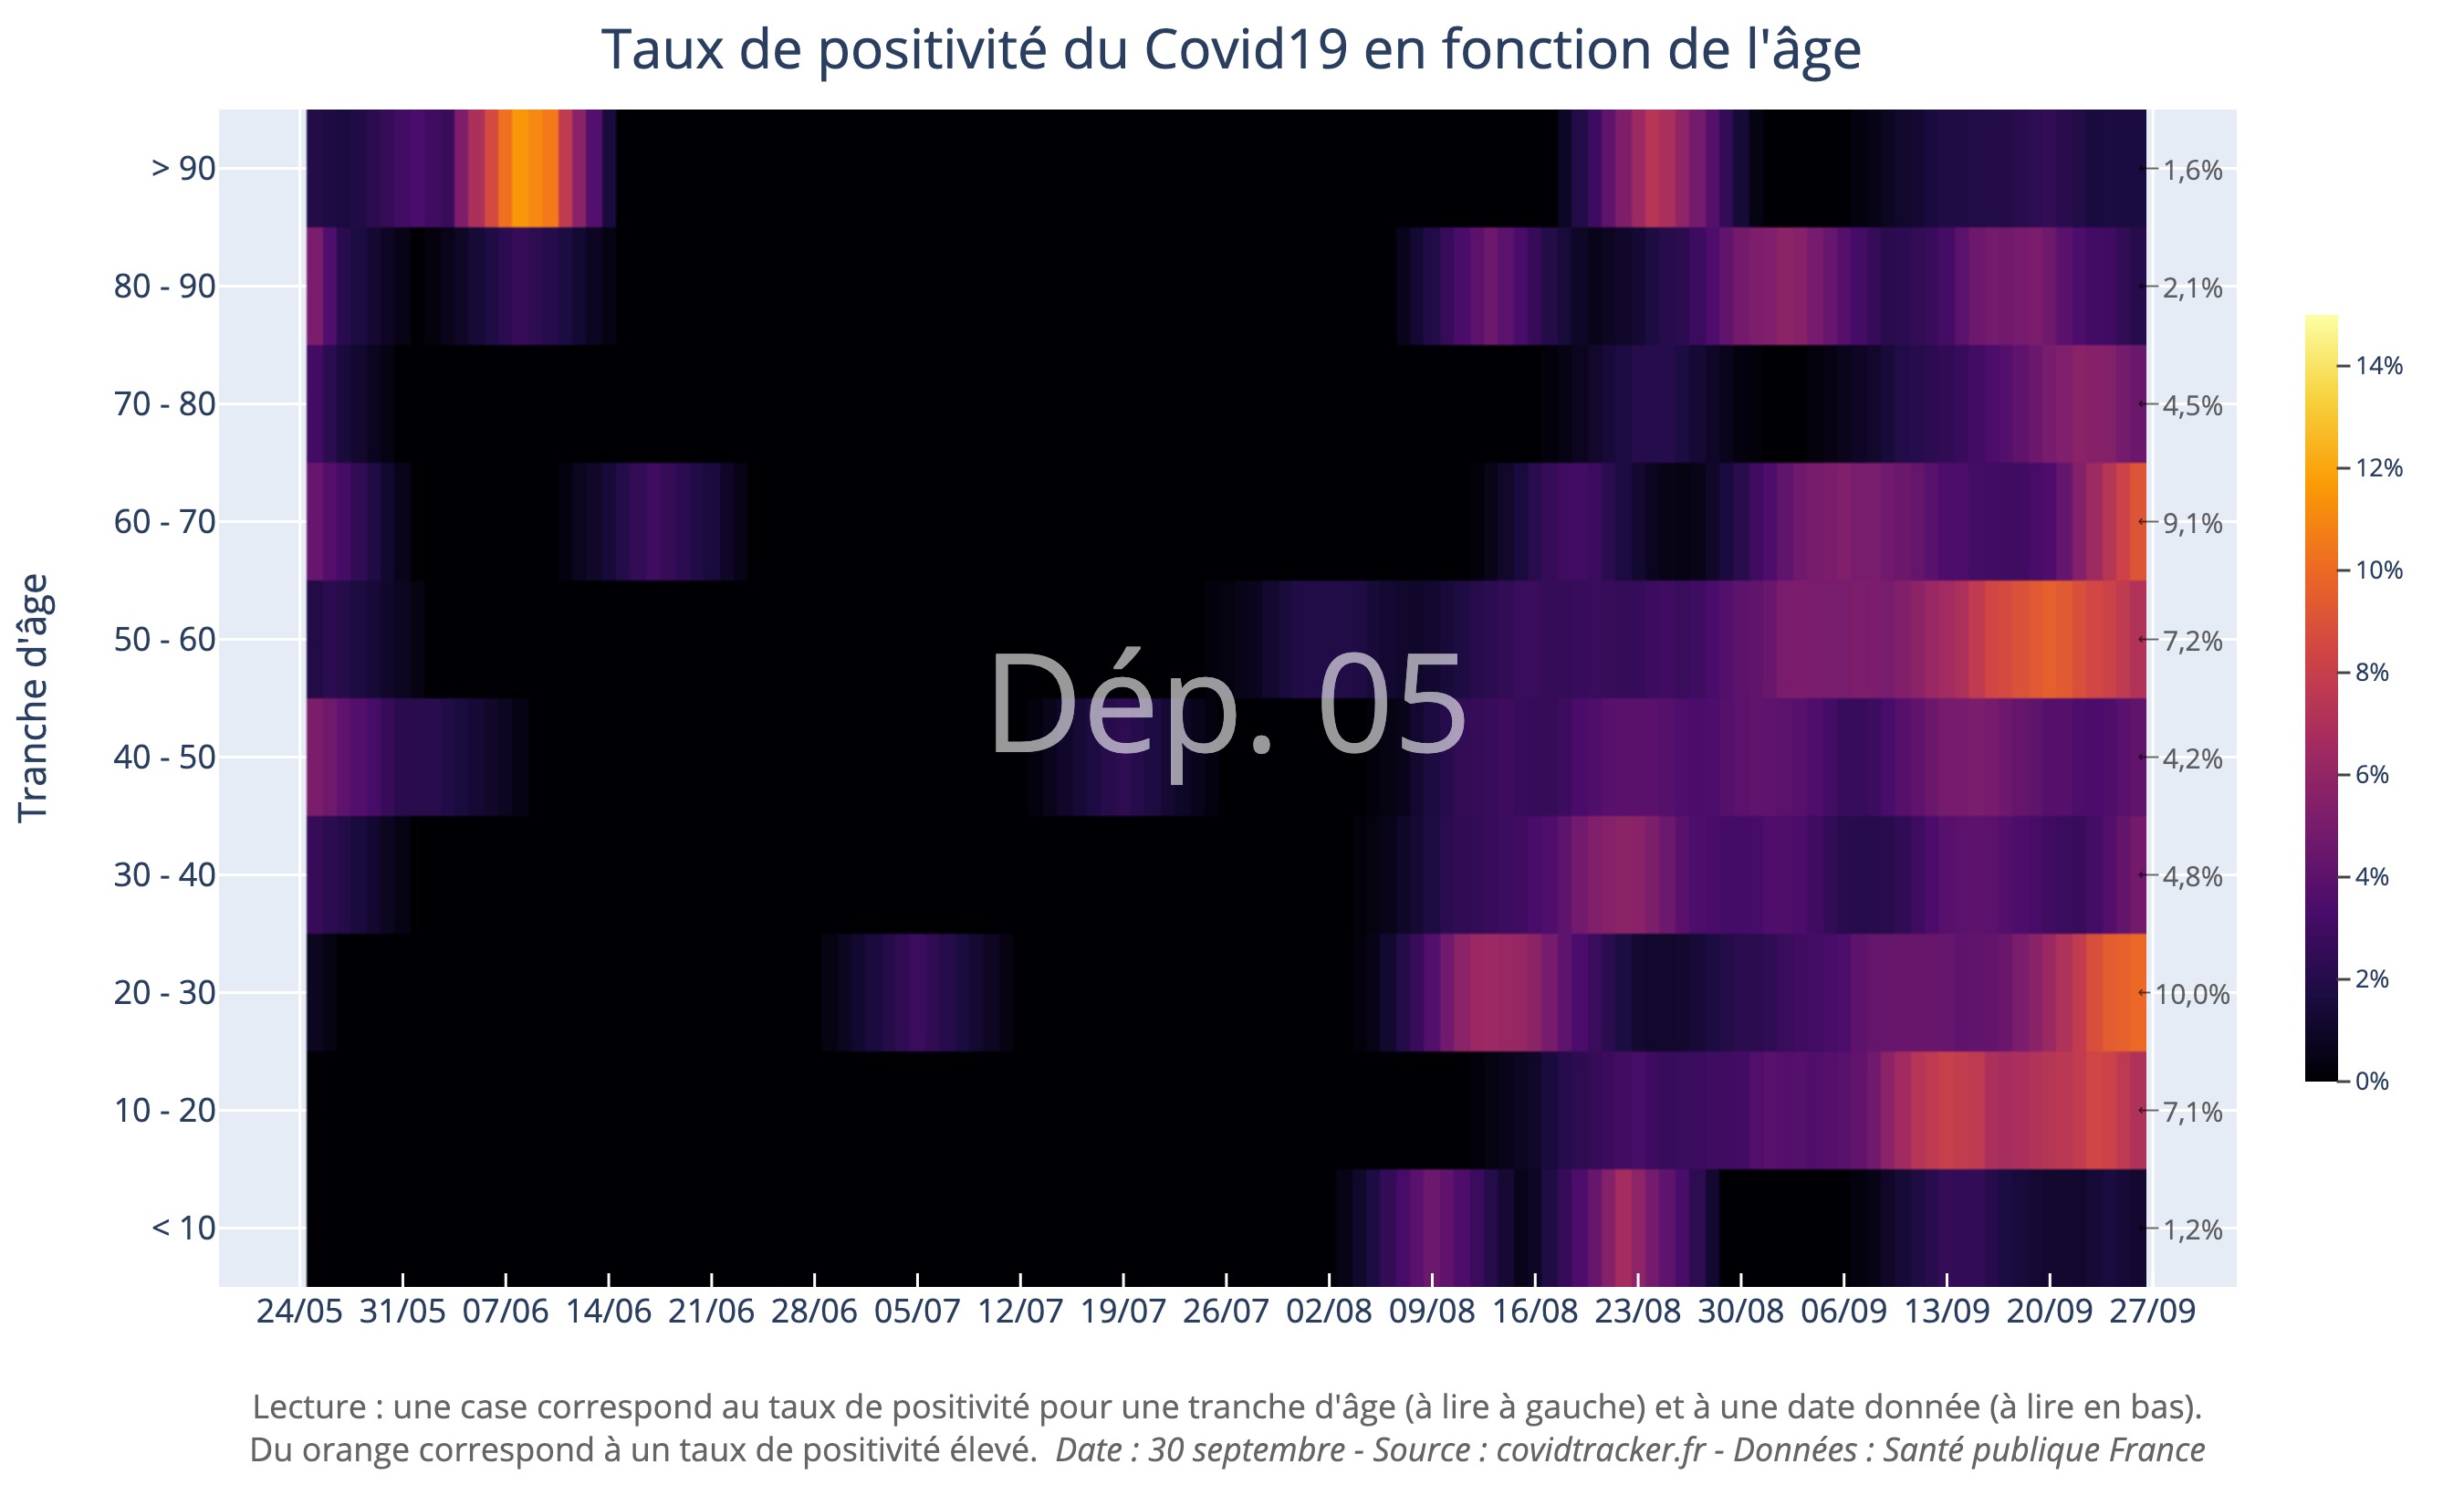 Taux de positivité du Covid19 en fonction de l'âge
Tranche d'âge
> 90
80 - 90
70 - 80
60 - 70
50 - 60
40 - 50
30 - 40
20 - 30
10 - 20
< 10
Dép. 05
1,6%
2,1%
4,5%
9,1%
7,2%
4,2%
4,8%
10,0%
7,1%
1,2%
14%
12%
10%
8%
6%
4%
2%
0%
24/05 31/05 07/06 14/06 21/06 28/06 05/07 12/07 19/07 26/07 02/08 09/08 16/08 23/08 30/08 06/09 13/09 20/09 27/09
Lecture : une case correspond au taux de positivité pour une tranche d'âge (à lire à gauche) et à une date donnée (à lire en bas).
Du orange correspond à un taux de positivité élevé. Date : 30 septembre - Source : covidtracker.fr - Données : Santé publique France